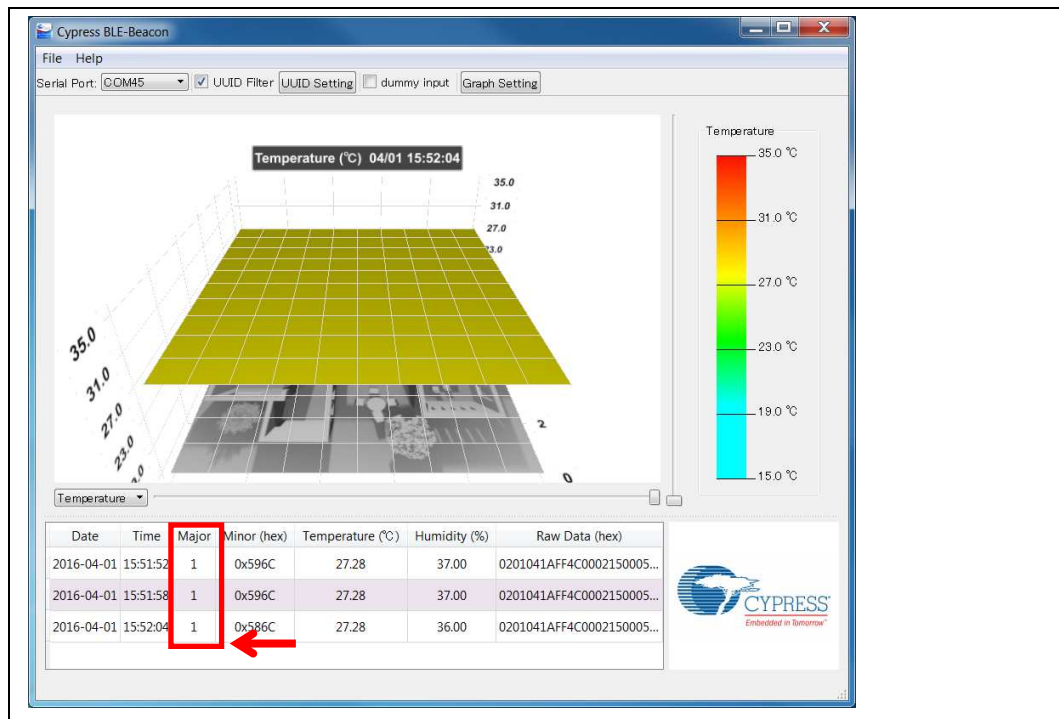 Cypress BLE-Beacon
File Help
Serial Port: COM45 UUID Filter UUID Setting dummy input Graph Setting
Temperature (℃) 04/01 15:52:04
35.0
31.0
27.0
23.0
35.0
31.0
27.0
23.0
2
0
Temperature
35.0 ℃
31.0 ℃
27.0 ℃
23.0 ℃
19.0 ℃
15.0 ℃
Temperature
Date Time Major Minor (hex) Temperature (℃) Humidity (%) Raw Data (hex)
2016-04-01 15:51:52 1 0x596C 27.28 37.00 0201041AFF4C0002150005...
2016-04-01 15:51:58 1 0x596C 27.28 37.00 0201041AFF4C0002150005...
2016-04-01 15:52:04 1 0x586C 27.28 36.00 0201041AFF4C0002150005...
CYPRESS
Embedded in Tomorrow™